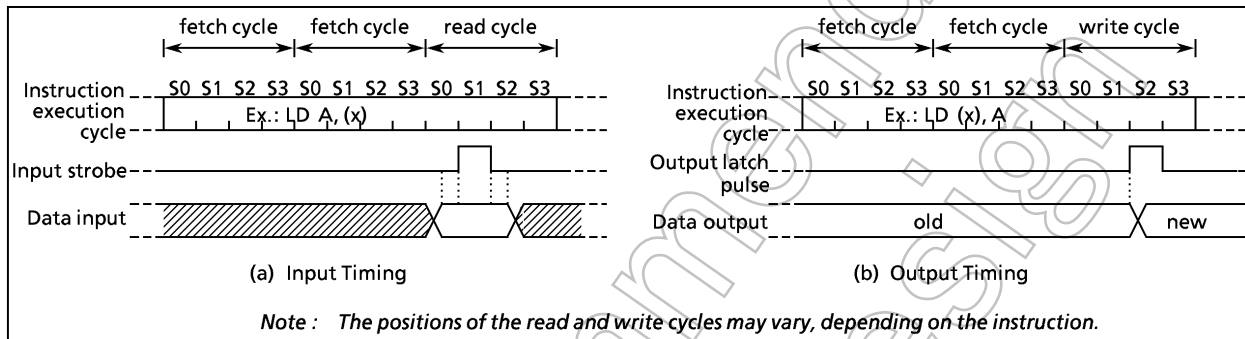 fetch cycle fetch cycle read cycle
S0 S1 S2 S3 S0 S1 S2 S3 S0 S1 S2 S3
Instruction
execution
cycle
Ex.: LD A, (x)
Input strobe
Data input
(a) Input Timing
fetch cycle fetch cycle write cycle
S0 S1 S2 S3 S0 S1 S2 S3 S0 S1 S2 S3
Instruction
execution
cycle
Ex.: LD (x), A
Output latch
pulse
Data output
old
new
(b) Output Timing
Note : The positions of the read and write cycles may vary, depending on the instruction.